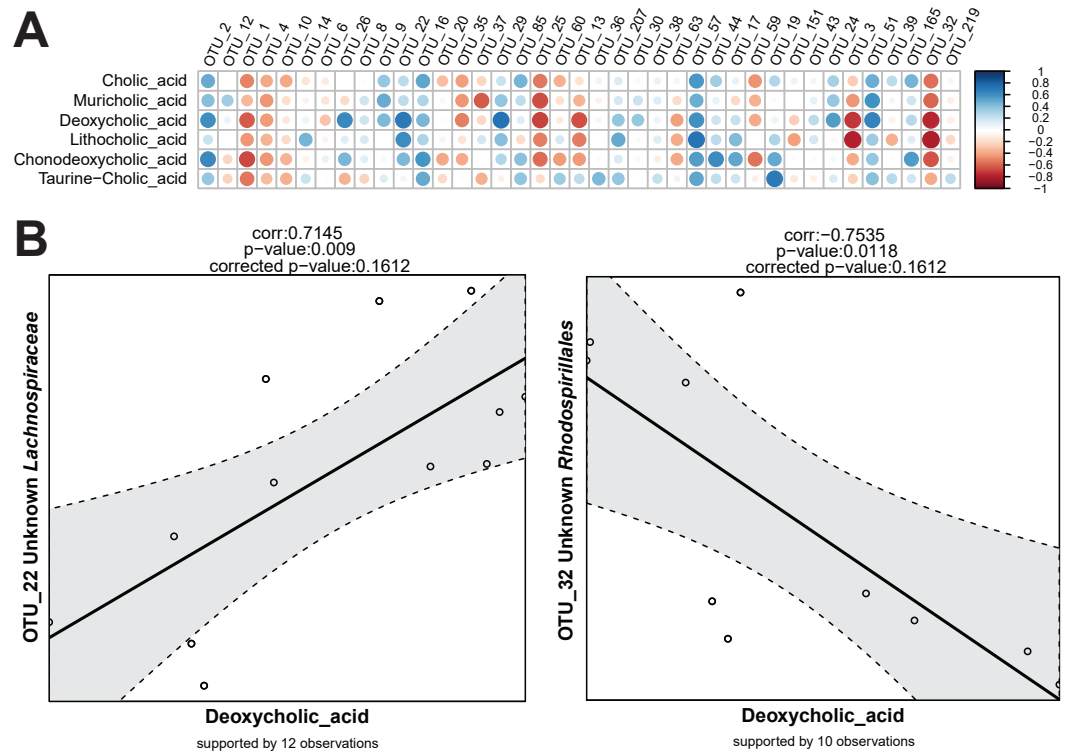 A
OTU_2
OTU_12
OTU_1
OTU_4
OTU_10
OTU_14
OTU_6
OTU_26
OTU_8
OTU_9
OTU_22
OTU_16
OTU_20
OTU_35
OTU_37
OTU_29
OTU_85
OTU_25
OTU_60
OTU_13
OTU_36
OTU_207
OTU_30
OTU_38
OTU_63
OTU_57
OTU_44
OTU_17
OTU_59
OTU_19
OTU_151
OTU_43
OTU_24
OTU_3
OTU_51
OTU_39
OTU_165
OTU_32
OTU_219
Cholic_acid
Muricholic_acid
Deoxycholic_acid
Lithocholic_acid
Chonodeoxycholic_acid
Taurine−Cholic_acid
1
0.8
0.6
0.4
0.2
0
−0.2
−0.4
−0.6
−0.8
−1
B
corr:0.7145
p−value:0.009
corrected p−value:0.1612
OTU_22 Unknown Lachnospiraceae
Deoxycholic_acid
supported by 12 observations
corr:−0.7535
p−value:0.0118
corrected p−value:0.1612
OTU_32 Unknown Rhodospirillales
Deoxycholic_acid
supported by 10 observations